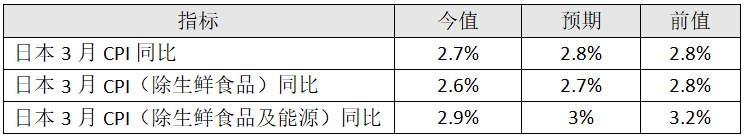 指标 今值 预期 前值
日本 3 月 CPI 同比 2.7% 2.8% 2.8%
日本 3 月 CPI（除生鲜食品）同比 2.6% 2.7% 2.8%
日本 3 月 CPI（除生鲜食品及能源）同比 2.9% 3% 3.2%